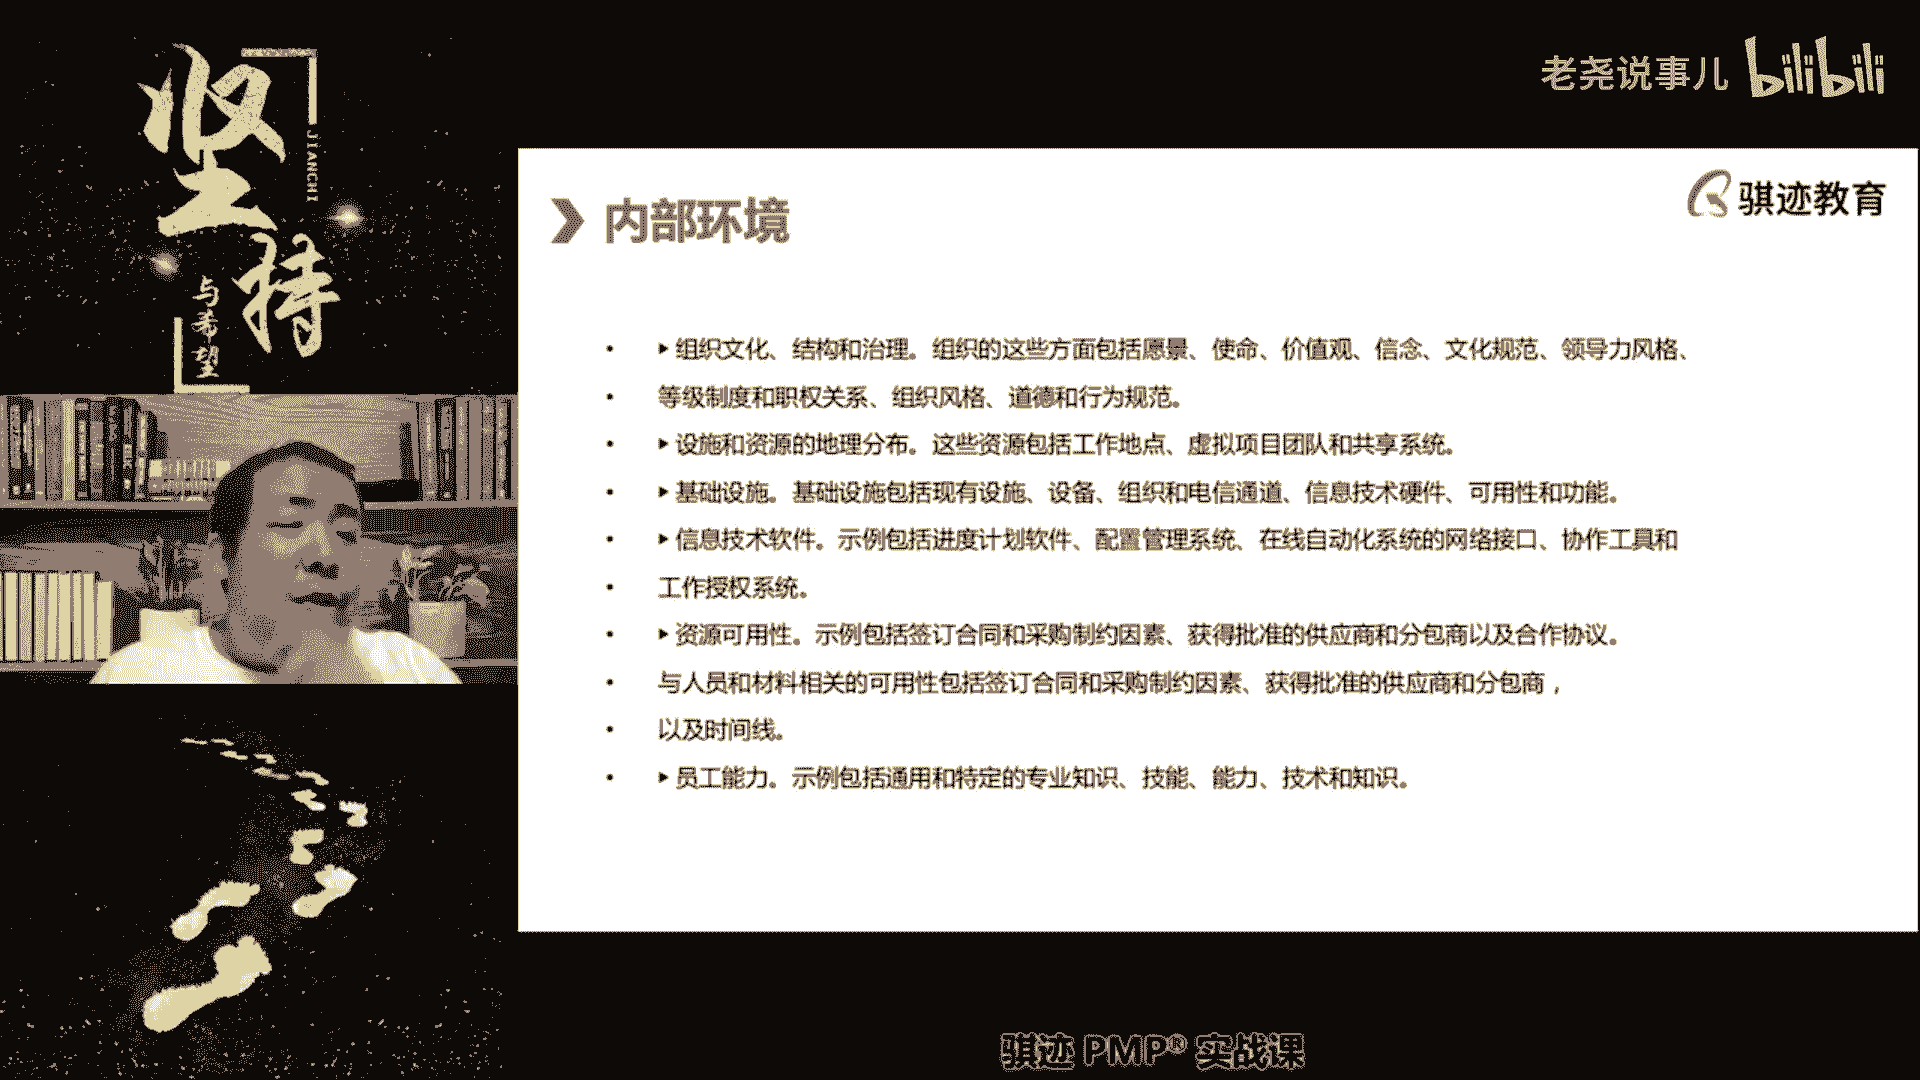 坚持
JIANCHI
与希望
老尧说事儿 bilibili
骐迹教育
内部环境
• ▶ 组织文化、结构和治理。组织的这些方面包括愿景、使命、价值观、信念、文化规范、领导力风格、
• 等级制度和职权关系、组织风格、道德和行为规范。
• ▶ 设施和资源的地理分布。这些资源包括工作地点、虚拟项目团队和共享系统。
• ▶ 基础设施。基础设施包括现有设施、设备、组织和电信通道、信息技术硬件、可用性和功能。
• ▶ 信息技术软件。示例包括进度计划软件、配置管理系统、在线自动化系统的网络接口、协作工具和
• 工作授权系统。
• ▶ 资源可用性。示例包括签订合同和采购制约因素、获得批准的供应商和分包商以及合作协议。
• 与人员和材料相关的可用性包括签订合同和采购制约因素、获得批准的供应商和分包商，
• 以及时间线。
• ▶ 员工能力。示例包括通用和特定的专业知识、技能、能力、技术和知识。
骐迹 PMP® 实战课